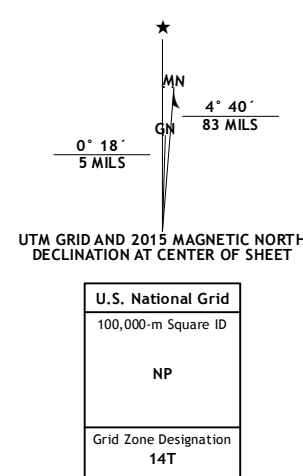 ★
MN
GN
4° 40´
83 MILS
0° 18´
5 MILS
UTM GRID AND 2015 MAGNETIC NORTH
DECLINATION AT CENTER OF SHEET
U.S. National Grid
100,000-m Square ID
NP
Grid Zone Designation
14T